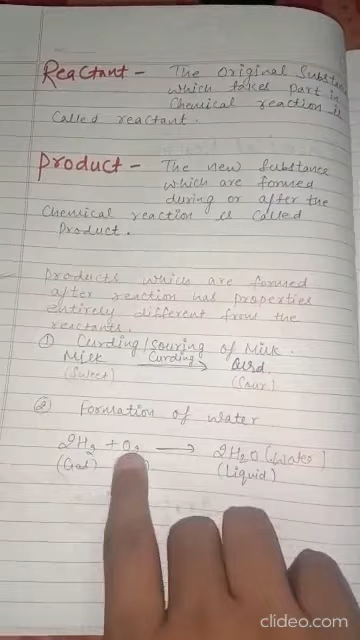 Reactant - The Original Substan
which takes part in
Chemical reaction is
Called reactant.
Product - The new Substance
which are formed
during or after the
Chemical reaction is called
Product.
Products which are formed
after reaction has properties
entirely different from the
reactants.
① Curding/Souring of Milk.
Milk Curding → Curd.
(Sweet) (Sour)
② Formation of water
2H2 + O2 → 2H2O (Water)
(Gas) (Liquid)
clideo.com